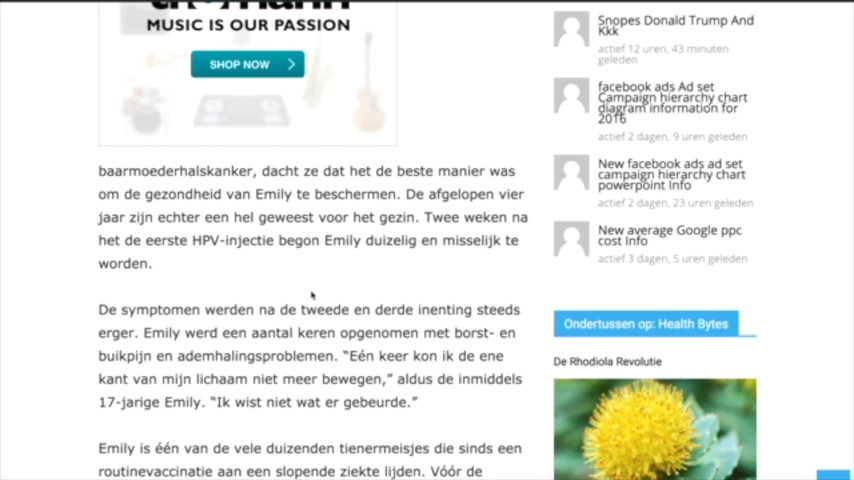 MUSIC IS OUR PASSION
SHOP NOW
baarmoederhalskanker, dacht ze dat het de beste manier was
om de gezondheid van Emily te beschermen. De afgelopen vier
jaar zijn echter een hel geweest voor het gezin. Twee weken na
het de eerste HPV-injectie begon Emily duizelig en misselijk te
worden.
De symptomen werden na de tweede en derde inenting steeds
erger. Emily werd een aantal keren opgenomen met borst- en
buikpijn en ademhalingsproblemen. “Eén keer kon ik de ene
kant van mijn lichaam niet meer bewegen,” aldus de inmiddels
17-jarige Emily. “Ik wist niet wat er gebeurde.”
Emily is één van de vele duizenden tienermeisjes die sinds een
routinevaccinatie aan een slopende ziekte lijden. Vóór de
Snopes Donald Trump And
Kkk
actief 12 uren, 43 minuten
geleden
facebook ads Ad set
Campaign hierarchy chart
diagram information for
2016
actief 2 dagen, 9 uren geleden
New facebook ads ad set
campaign hierarchy chart
powerpoint Info
actief 2 dagen, 23 uren geleden
New average Google ppc
cost Info
actief 3 dagen, 5 uren geleden
Ondertussen op: Health Bytes
De Rhodiola Revolutie